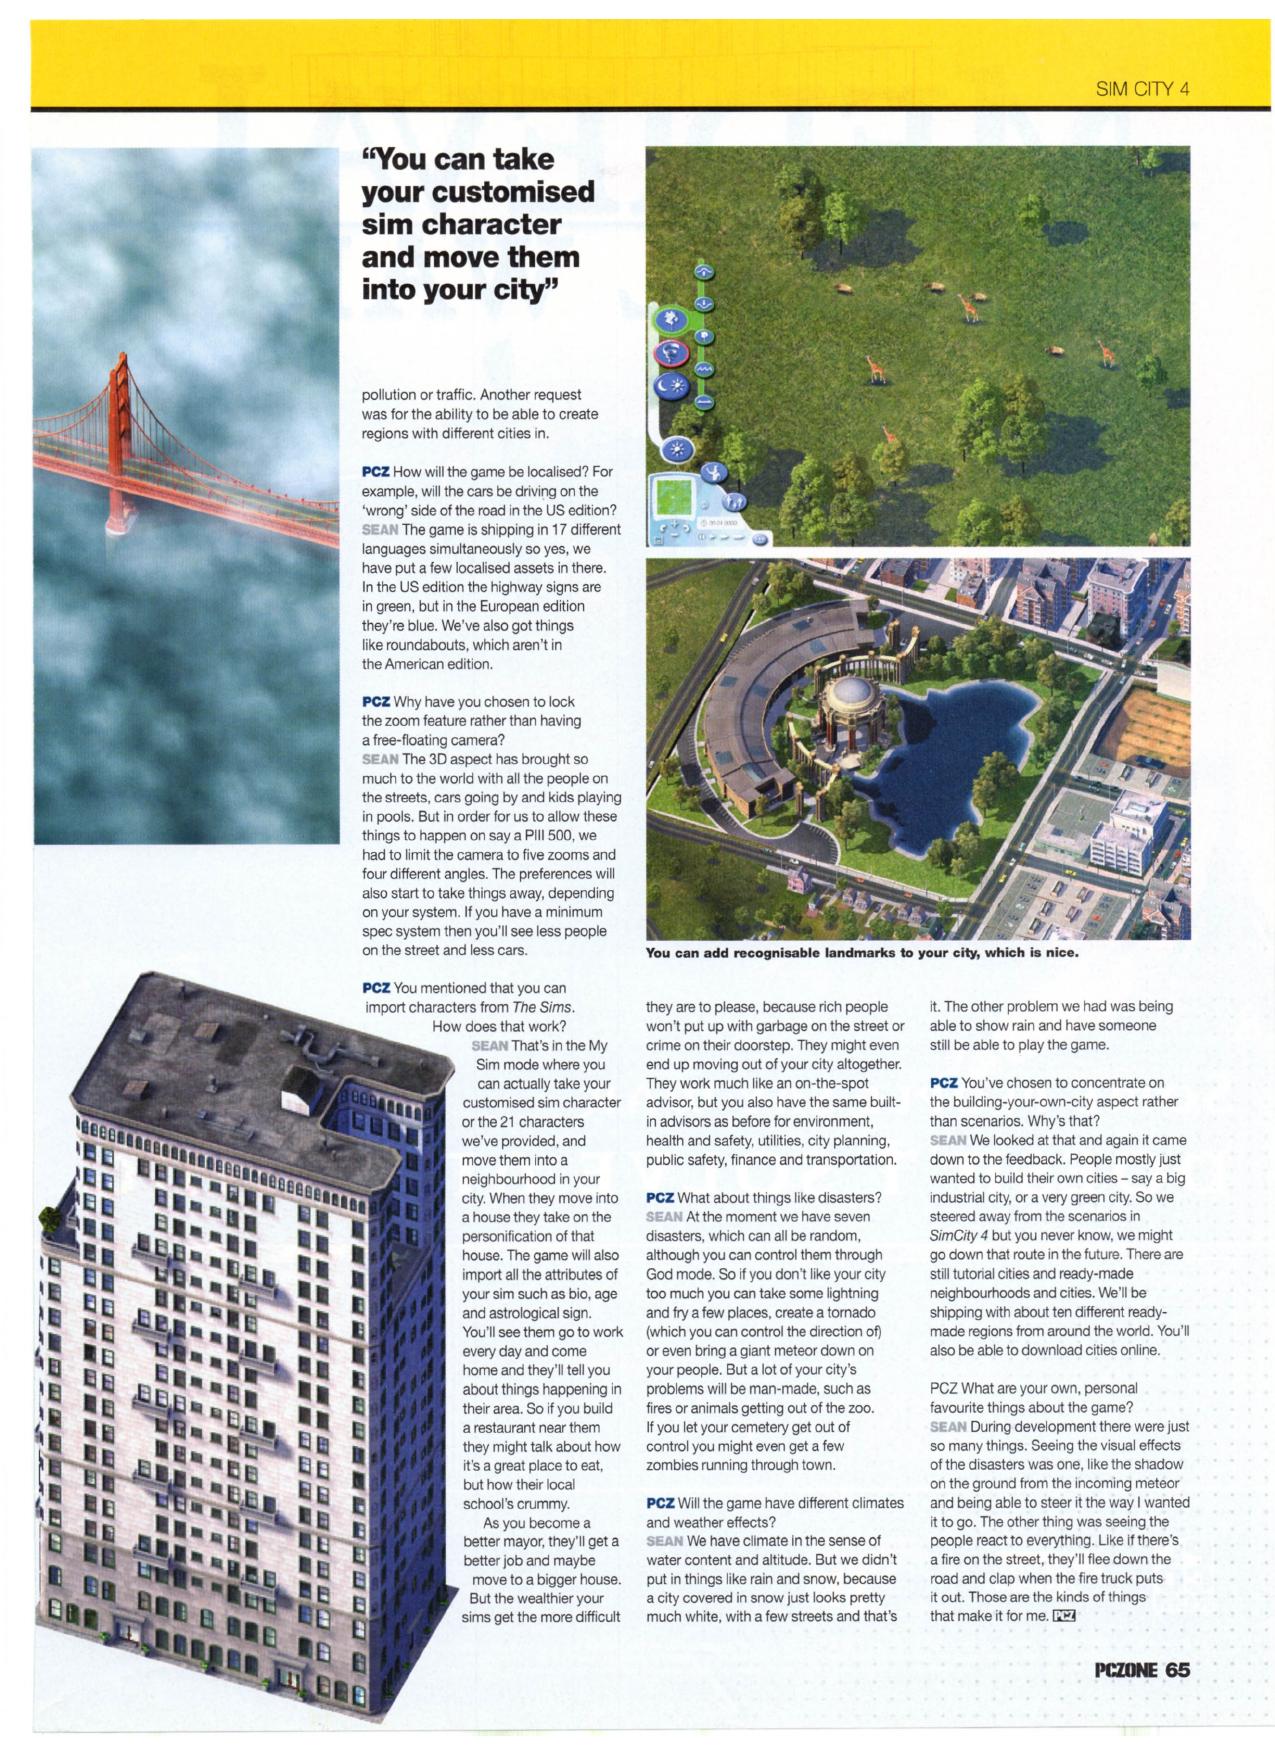 SIM CITY 4
“You can take
your customised
sim character
and move them
into your city”
pollution or traffic. Another request
was for the ability to be able to create
regions with different cities in.
PCZ How will the game be localised? For
example, will the cars be driving on the
‘wrong’ side of the road in the US edition?
SEAN The game is shipping in 17 different
languages simultaneously so yes, we
have put a few localised assets in there.
In the US edition the highway signs are
in green, but in the European edition
they’re blue. We’ve also got things
like roundabouts, which aren’t in
the American edition.
PCZ Why have you chosen to lock
the zoom feature rather than having
a free-floating camera?
SEAN The 3D aspect has brought so
much to the world with all the people on
the streets, cars going by and kids playing
in pools. But in order for us to allow these
things to happen on say a PIII 500, we
had to limit the camera to five zooms and
four different angles. The preferences will
also start to take things away, depending
on your system. If you have a minimum
spec system then you’ll see less people
on the street and less cars.
PCZ You mentioned that you can
import characters from The Sims.
How does that work?
SEAN That’s in the My
Sim mode where you
can actually take your
customised sim character
or the 21 characters
we’ve provided, and
move them into a
neighbourhood in your
city. When they move into
a house they take on the
personification of that
house. The game will also
import all the attributes of
your sim such as bio, age
and astrological sign.
You’ll see them go to work
every day and come
home and they’ll tell you
about things happening in
their area. So if you build
a restaurant near them
they might talk about how
it’s a great place to eat,
but how their local
school’s crummy.
As you become a
better mayor, they’ll get a
better job and maybe
move to a bigger house.
But the wealthier your
sims get the more difficult
You can add recognisable landmarks to your city, which is nice.
they are to please, because rich people
won’t put up with garbage on the street or
crime on their doorstep. They might even
end up moving out of your city altogether.
They work much like an on-the-spot
advisor, but you also have the same built-
in advisors as before for environment,
health and safety, utilities, city planning,
public safety, finance and transportation.
PCZ What about things like disasters?
SEAN At the moment we have seven
disasters, which can all be random,
although you can control them through
God mode. So if you don’t like your city
too much you can take some lightning
and fry a few places, create a tornado
(which you can control the direction of)
or even bring a giant meteor down on
your people. But a lot of your city’s
problems will be man-made, such as
fires or animals getting out of the zoo.
If you let your cemetery get out of
control you might even get a few
zombies running through town.
PCZ Will the game have different climates
and weather effects?
SEAN We have climate in the sense of
water content and altitude. But we didn’t
put in things like rain and snow, because
a city covered in snow just looks pretty
much white, with a few streets and that’s
it. The other problem we had was being
able to show rain and have someone
still be able to play the game.
PCZ You’ve chosen to concentrate on
the building-your-own-city aspect rather
than scenarios. Why’s that?
SEAN We looked at that and again it came
down to the feedback. People mostly just
wanted to build their own cities – say a big
industrial city, or a very green city. So we
steered away from the scenarios in
SimCity 4 but you never know, we might
go down that route in the future. There are
still tutorial cities and ready-made
neighbourhoods and cities. We’ll be
shipping with about ten different ready-
made regions from around the world. You’ll
also be able to download cities online.
PCZ What are your own, personal
favourite things about the game?
SEAN During development there were just
so many things. Seeing the visual effects
of the disasters was one, like the shadow
on the ground from the incoming meteor
and being able to steer it the way I wanted
it to go. The other thing was seeing the
people react to everything. Like if there’s
a fire on the street, they’ll flee down the
road and clap when the fire truck puts
it out. Those are the kinds of things
that make it for me. PCZ
PCZONE 65